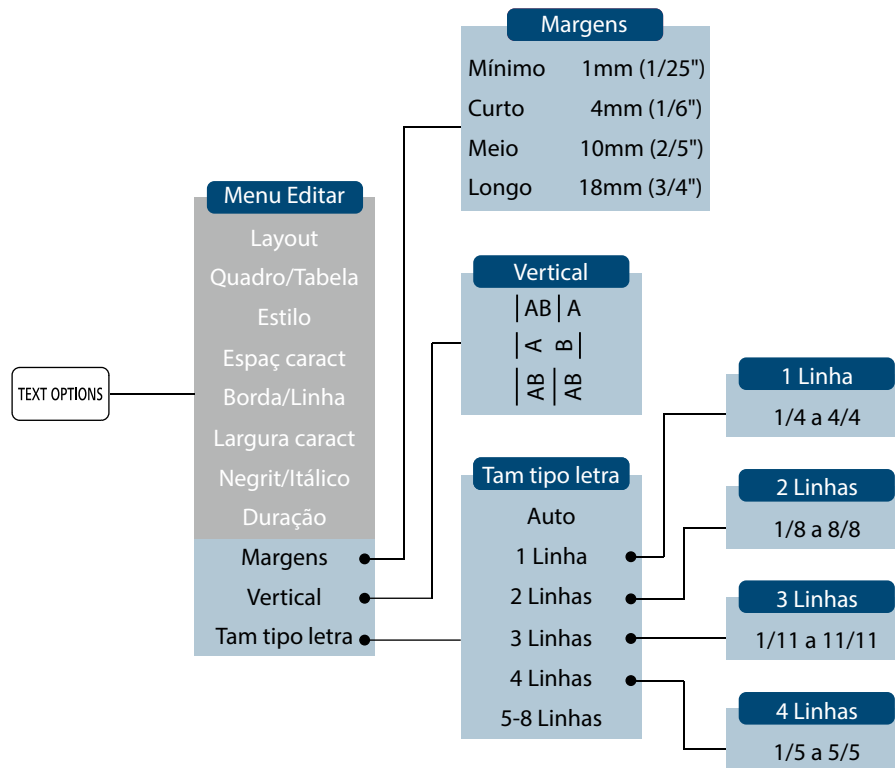 TEXT OPTIONS
Menu Editar
Layout
Quadro/Tabela
Estilo
Espaç caract
Borda/Linha
Largura caract
Negrit/Itálico
Duração
Margens
Vertical
Tam tipo letra
Margens
Mínimo 1mm (1/25")
Curto 4mm (1/6")
Meio 10mm (2/5")
Longo 18mm (3/4")
Vertical
|AB|A
|A B|
|AB|AB
Tam tipo letra
Auto
1 Linha
2 Linhas
3 Linhas
4 Linhas
5-8 Linhas
1 Linha
1/4 a 4/4
2 Linhas
1/8 a 8/8
3 Linhas
1/11 a 11/11
4 Linhas
1/5 a 5/5